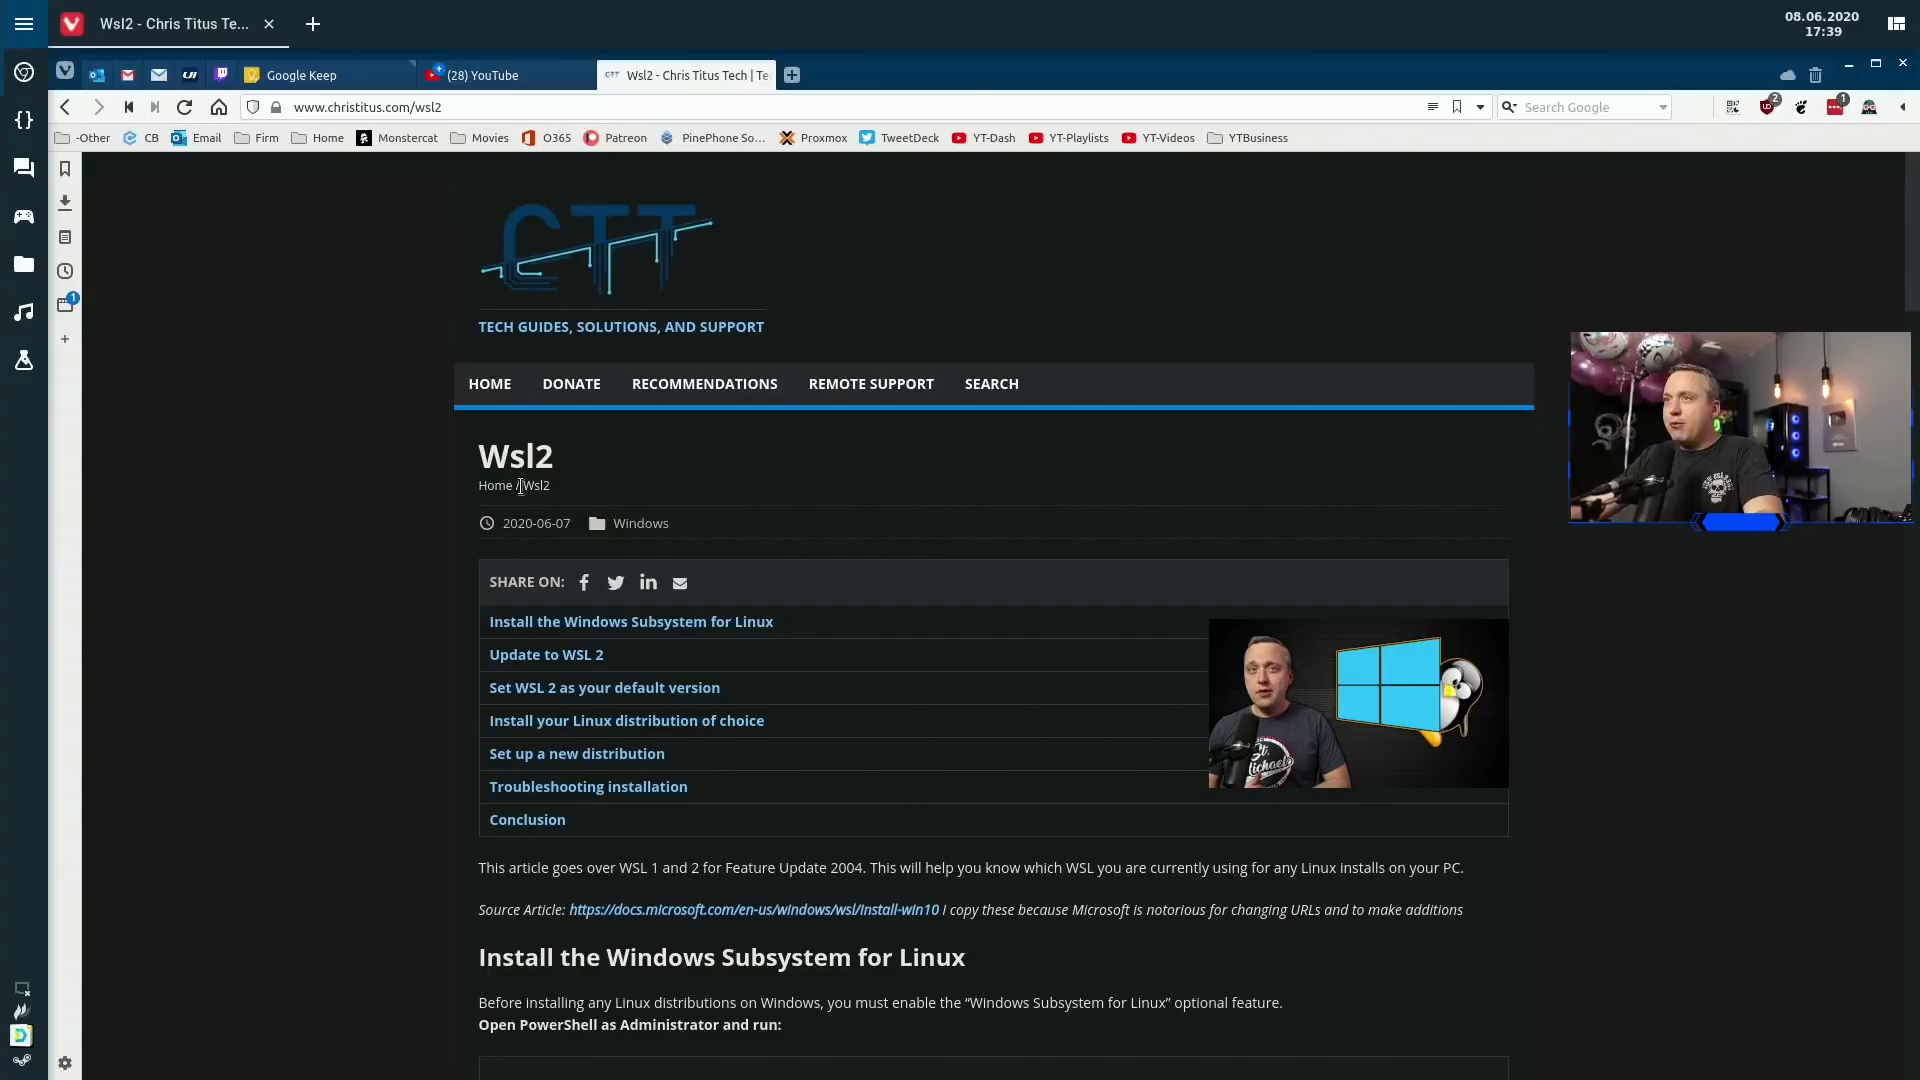 Wsl2 - Chris Titus Te...
08.06.2020
17:39
Google Keep
(28) YouTube
CTT Wsl2 - Chris Titus Tech | Te
www.christitus.com/wsl2
Search Google
2
1
-Other
CB
Email
Firm
Home
Monstercat
Movies
O365
Patreon
PinePhone So...
Proxmox
TweetDeck
YT-Dash
YT-Playlists
YT-Videos
YTBusiness
1
CTT
TECH GUIDES, SOLUTIONS, AND SUPPORT
HOME
DONATE
RECOMMENDATIONS
REMOTE SUPPORT
SEARCH
Wsl2
Home / Wsl2
2020-06-07
Windows
SHARE ON:
Install the Windows Subsystem for Linux
Update to WSL 2
Set WSL 2 as your default version
Install your Linux distribution of choice
Set up a new distribution
Troubleshooting installation
Conclusion
St.
Michaels
This article goes over WSL 1 and 2 for Feature Update 2004. This will help you know which WSL you are currently using for any Linux installs on your PC.
Source Article: https://docs.microsoft.com/en-us/windows/wsl/install-win10 I copy these because Microsoft is notorious for changing URLs and to make additions
Install the Windows Subsystem for Linux
Before installing any Linux distributions on Windows, you must enable the “Windows Subsystem for Linux” optional feature.
Open PowerShell as Administrator and run: